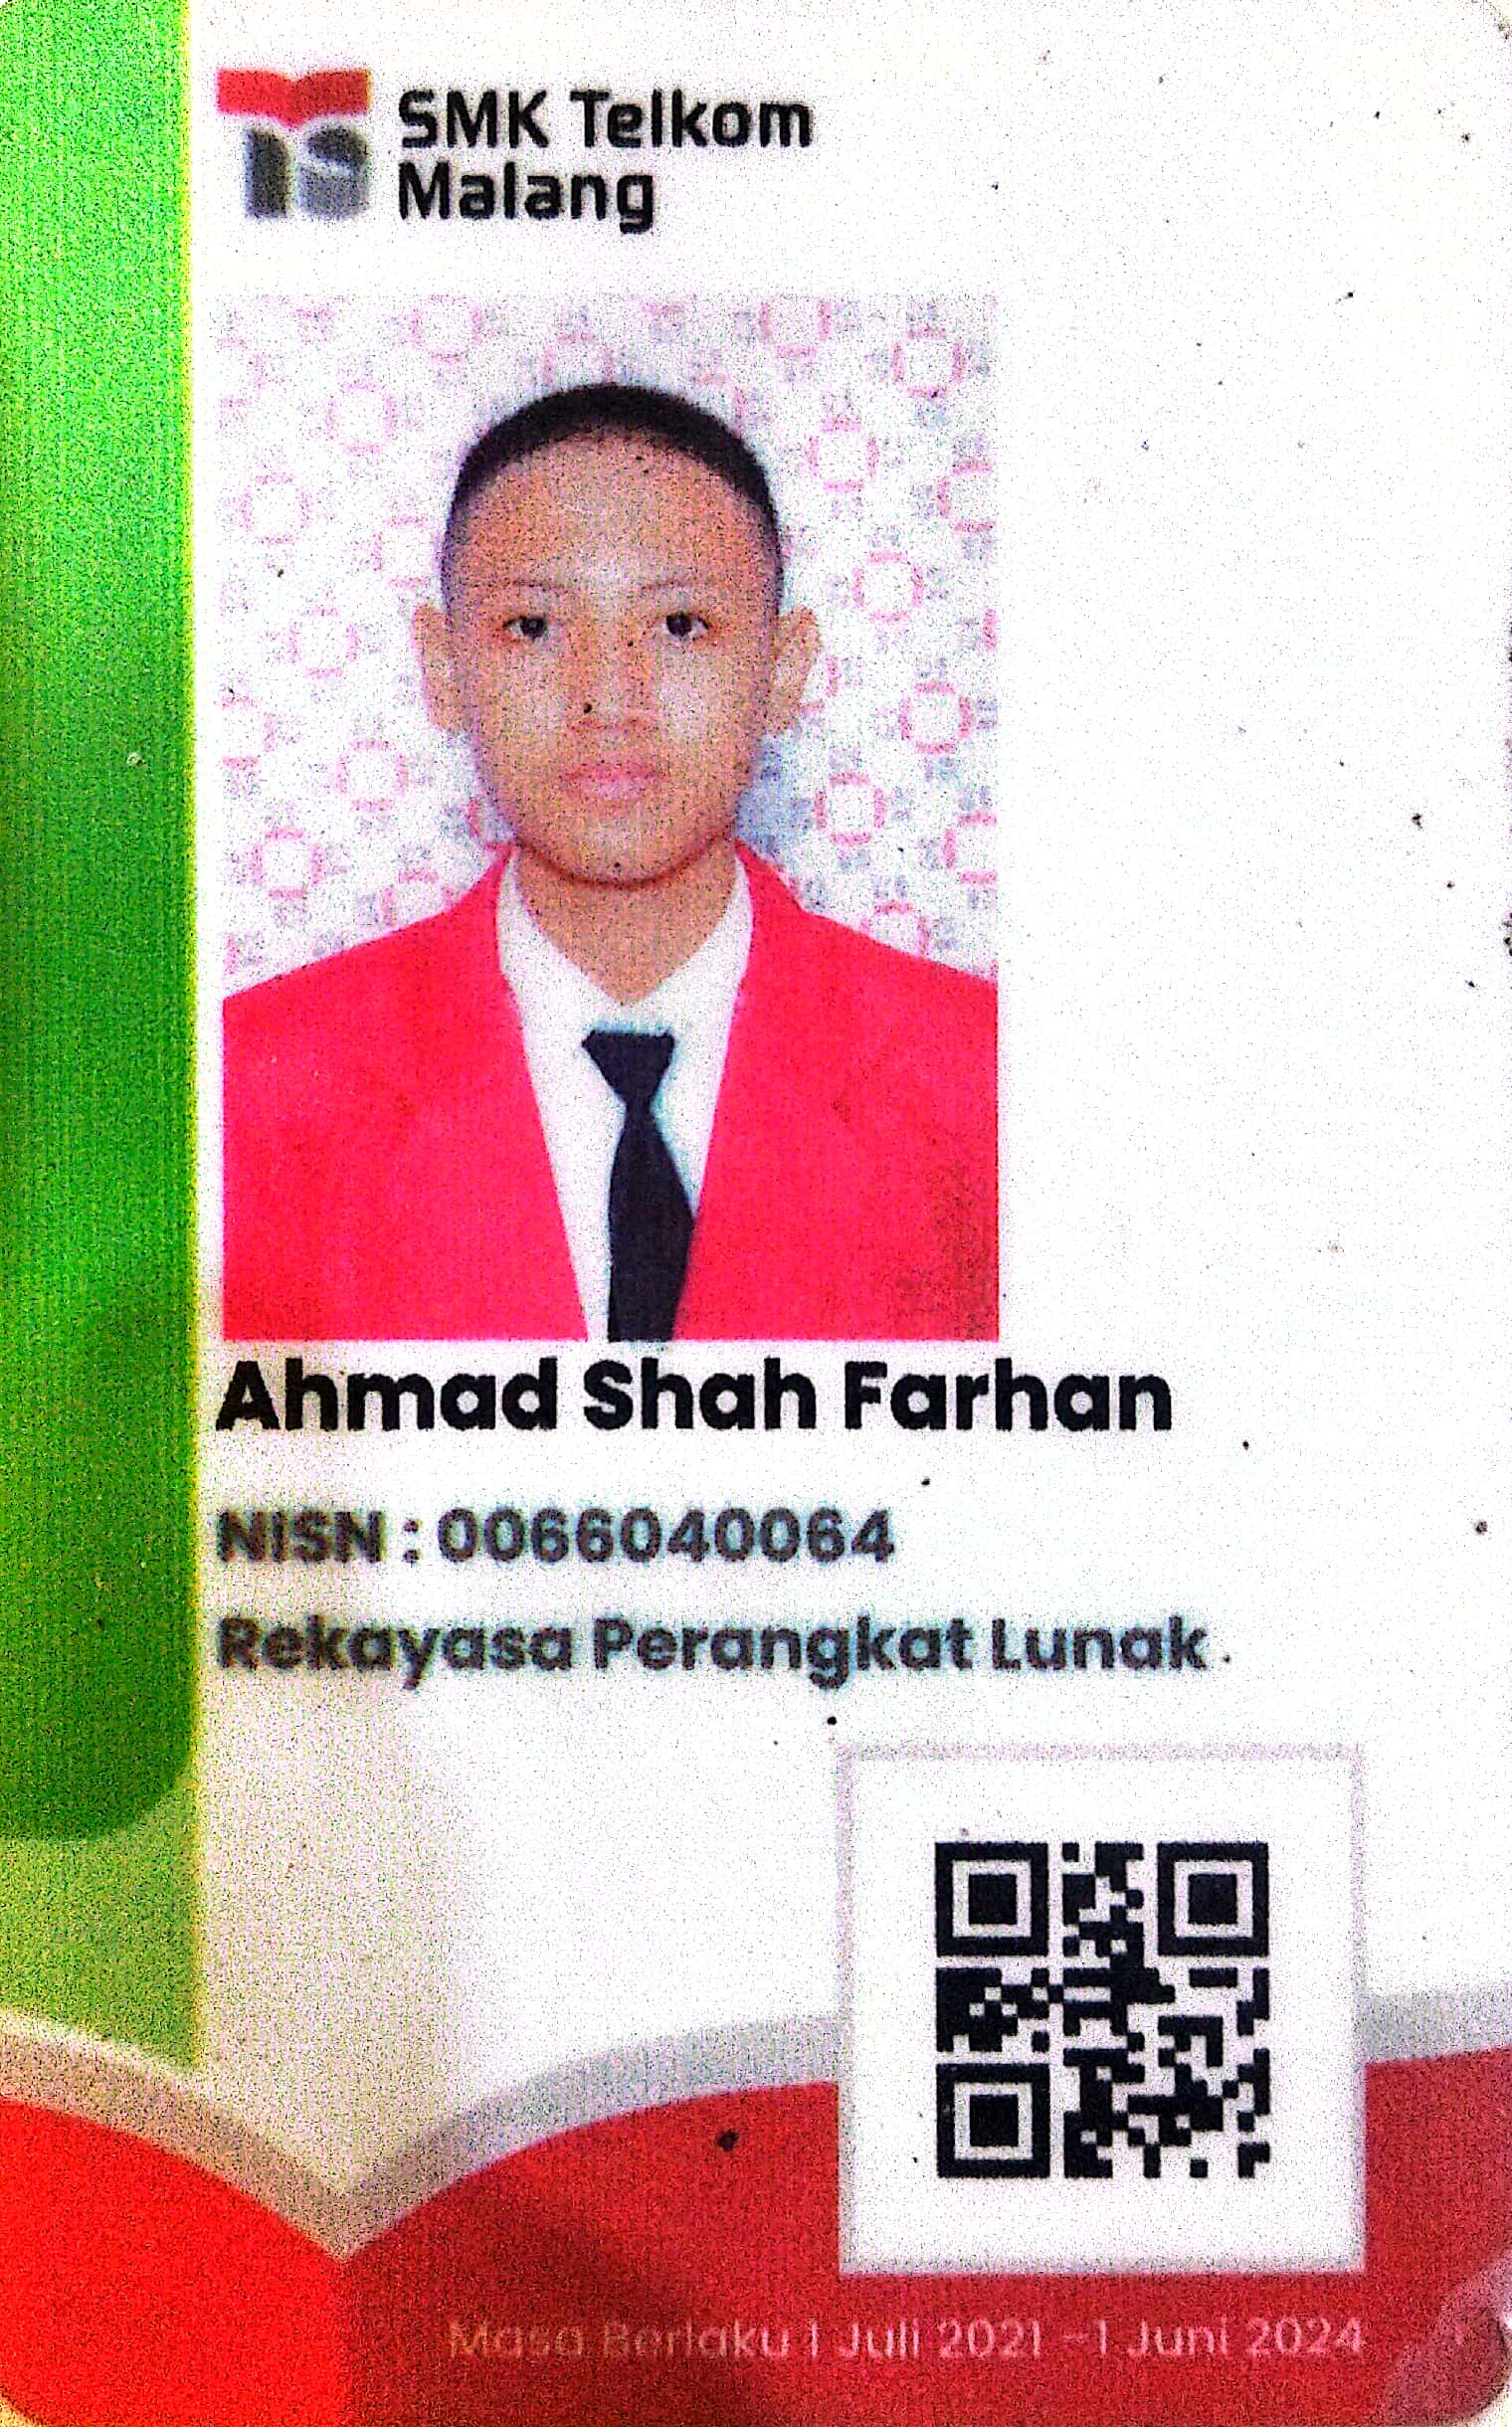 SMK Telkom
Malang
Ahmad Shah Farhan
NISN : 0066040064
Rekayasa Perangkat Lunak
Masa Berlaku 1 Juli 2021 - 1 Juni 2024